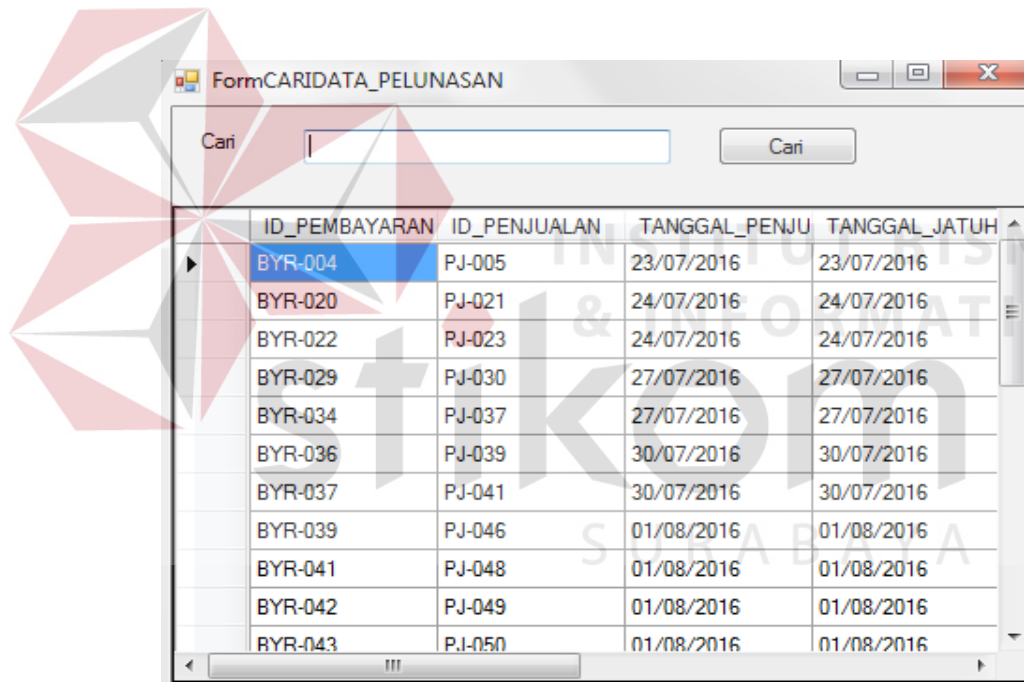 FormCARIDATA_PELUNASAN
Cari Cari
ID_PEMBAYARAN ID_PENJUALAN TANGGAL_PENJU TANGGAL_JATUH
BYR-004 PJ-005 23/07/2016 23/07/2016
BYR-020 PJ-021 24/07/2016 24/07/2016
BYR-022 PJ-023 24/07/2016 24/07/2016
BYR-029 PJ-030 27/07/2016 27/07/2016
BYR-034 PJ-037 27/07/2016 27/07/2016
BYR-036 PJ-039 30/07/2016 30/07/2016
BYR-037 PJ-041 30/07/2016 30/07/2016
BYR-039 PJ-046 01/08/2016 01/08/2016
BYR-041 PJ-048 01/08/2016 01/08/2016
BYR-042 PJ-049 01/08/2016 01/08/2016
BYR-043 PJ-050 01/08/2016 01/08/2016
INSTITUT BISN
& INFORMATI
stikom
SURABAYA